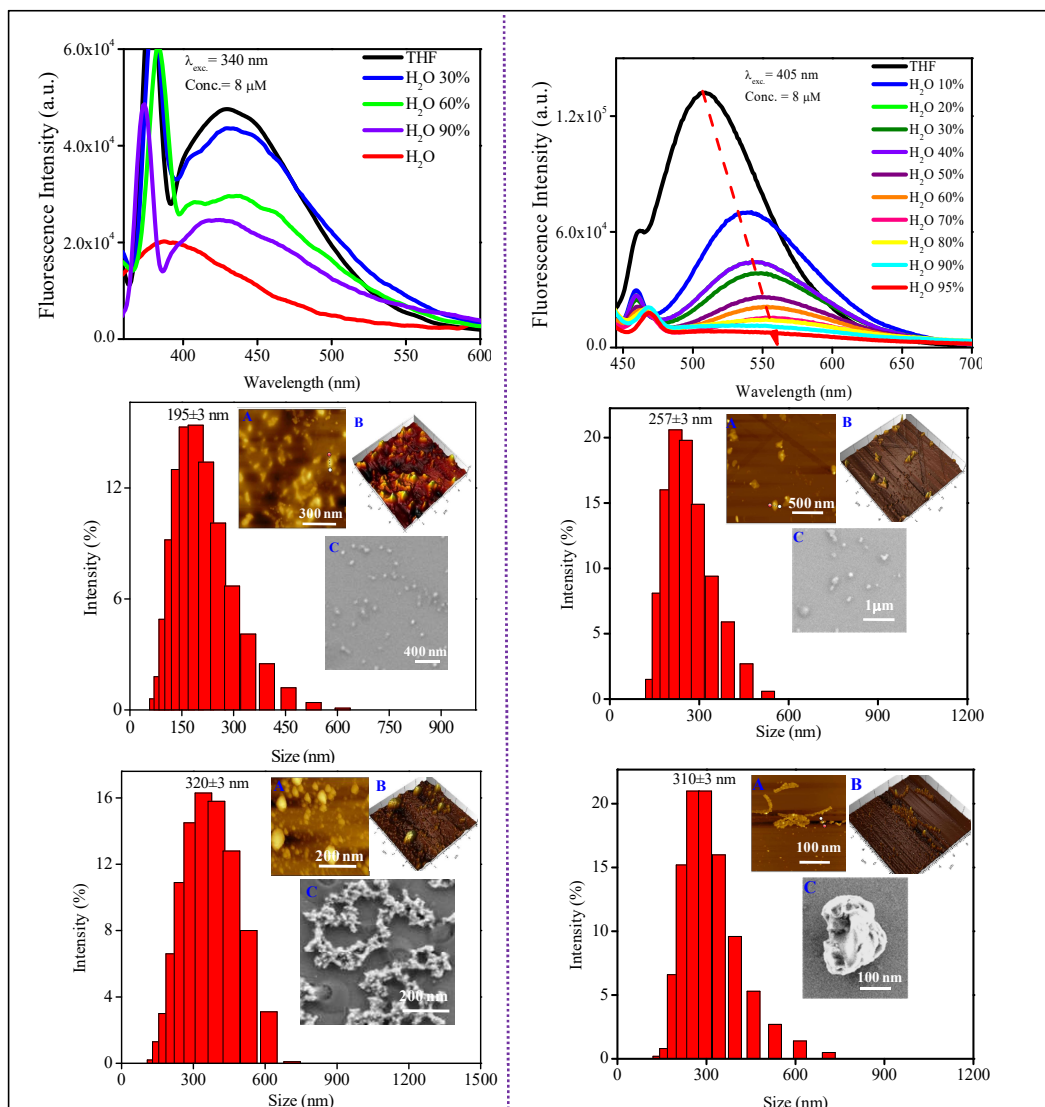 6.0x10⁴
4.0x10⁴
2.0x10⁴
0.0
Fluorescence Intensity (a.u.)
λexc. = 340 nm
Conc. = 8 μM
THF
H₂O 30%
H₂O 60%
H₂O 90%
H₂O
400
450
500
550
600
Wavelength (nm)
1.2x10⁵
6.0x10⁴
0.0
Fluorescence Intensity (a.u.)
λexc. = 405 nm
Conc. = 8 μM
THF
H₂O 10%
H₂O 20%
H₂O 30%
H₂O 40%
H₂O 50%
H₂O 60%
H₂O 70%
H₂O 80%
H₂O 90%
H₂O 95%
450
500
550
600
650
700
Wavelength (nm)
195±3 nm
A
B
300 nm
C
400 nm
12
6
0
Intensity (%)
0
150
300
450
600
750
900
Size (nm)
257±3 nm
A
B
500 nm
C
1μm
20
15
10
5
0
Intensity (%)
0
300
600
900
1200
Size (nm)
320±3 nm
A
B
200 nm
C
200 nm
16
12
8
4
0
Intensity (%)
0
300
600
900
1200
1500
Size (nm)
310±3 nm
A
B
100 nm
C
100 nm
20
15
10
5
0
Intensity (%)
0
300
600
900
1200
Size (nm)